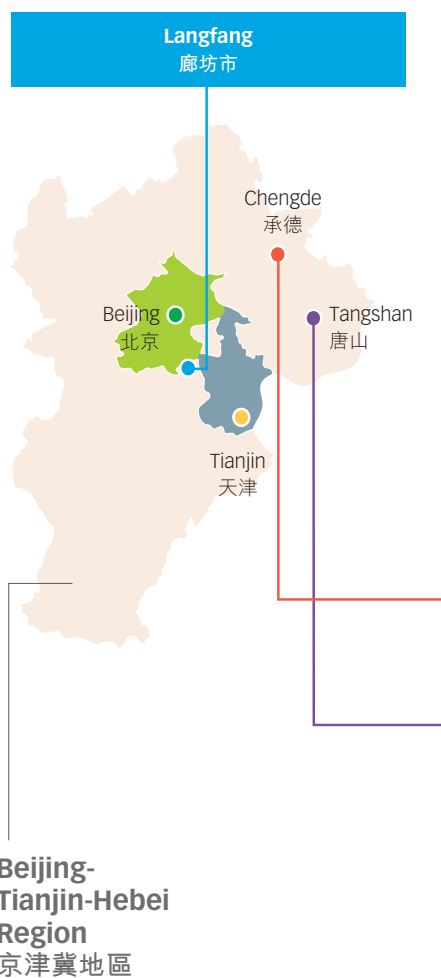 Langfang
廊坊市
Chengde
承德
Beijing
北京
Tangshan
唐山
Tianjin
天津
Beijing-
Tianjin-Hebei
Region
京津冀地區